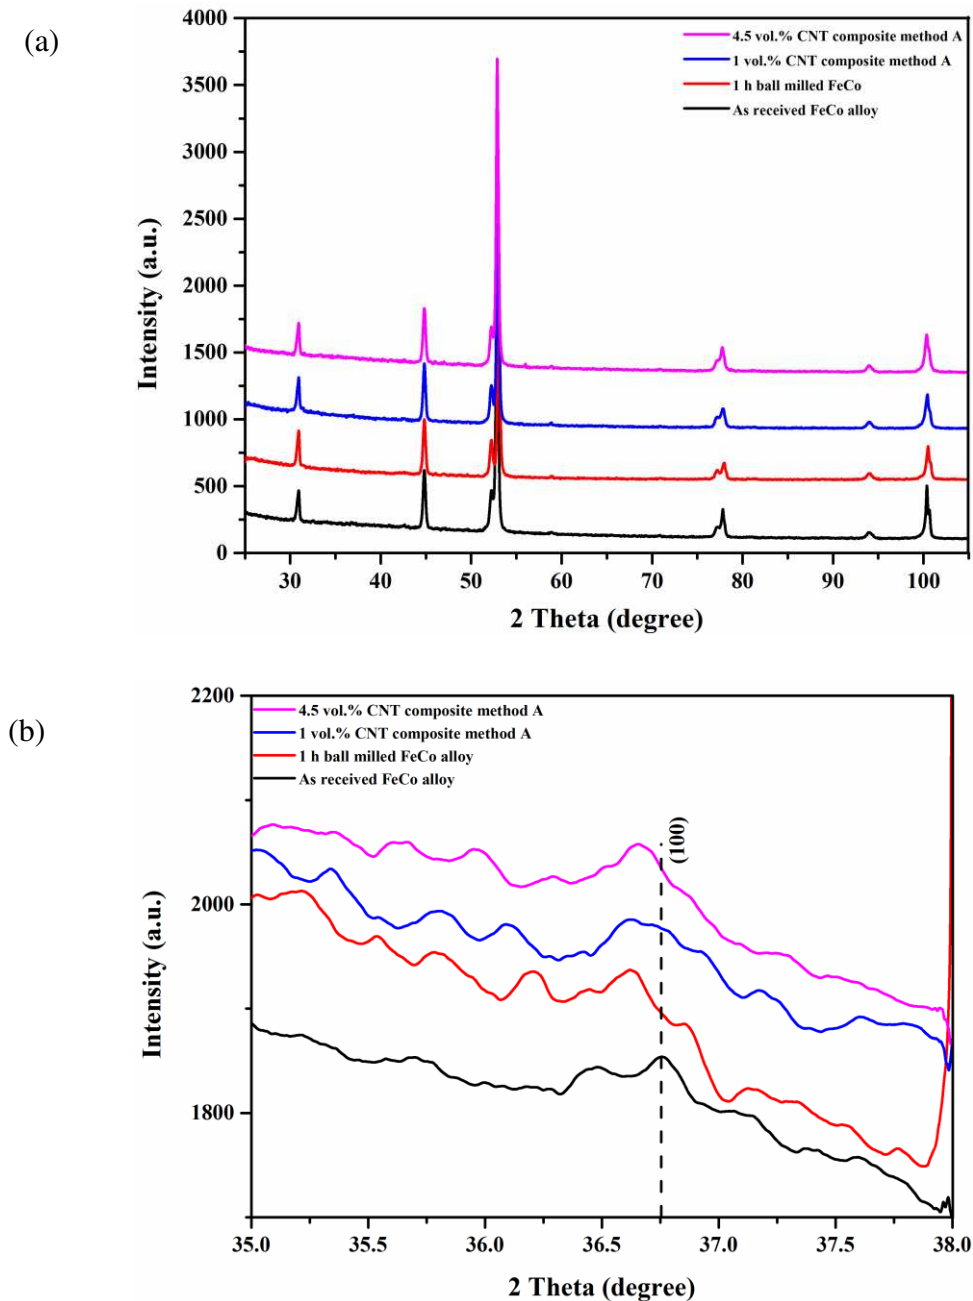 (a)
4000
3500
3000
2500
2000
1500
1000
500
0
Intensity (a.u.)
4.5 vol.% CNT composite method A
1 vol.% CNT composite method A
1 h ball milled FeCo
As received FeCo alloy
30 40 50 60 70 80 90 100
2 Theta (degree)
(b)
2200
2000
1800
Intensity (a.u.)
4.5 vol.% CNT composite method A
1 vol.% CNT composite method A
1 h ball milled FeCo alloy
As received FeCo alloy
(100)
35.0 35.5 36.0 36.5 37.0 37.5 38.0
2 Theta (degree)